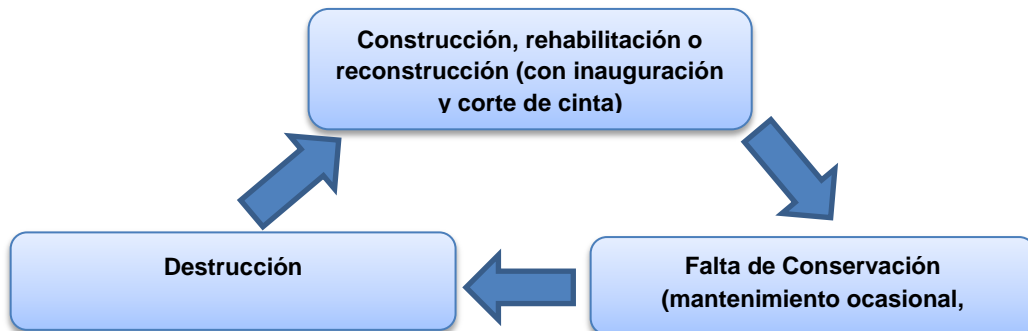 Construcción, rehabilitación o
reconstrucción (con inauguración
y corte de cinta)
Destrucción
Falta de Conservación
(mantenimiento ocasional,